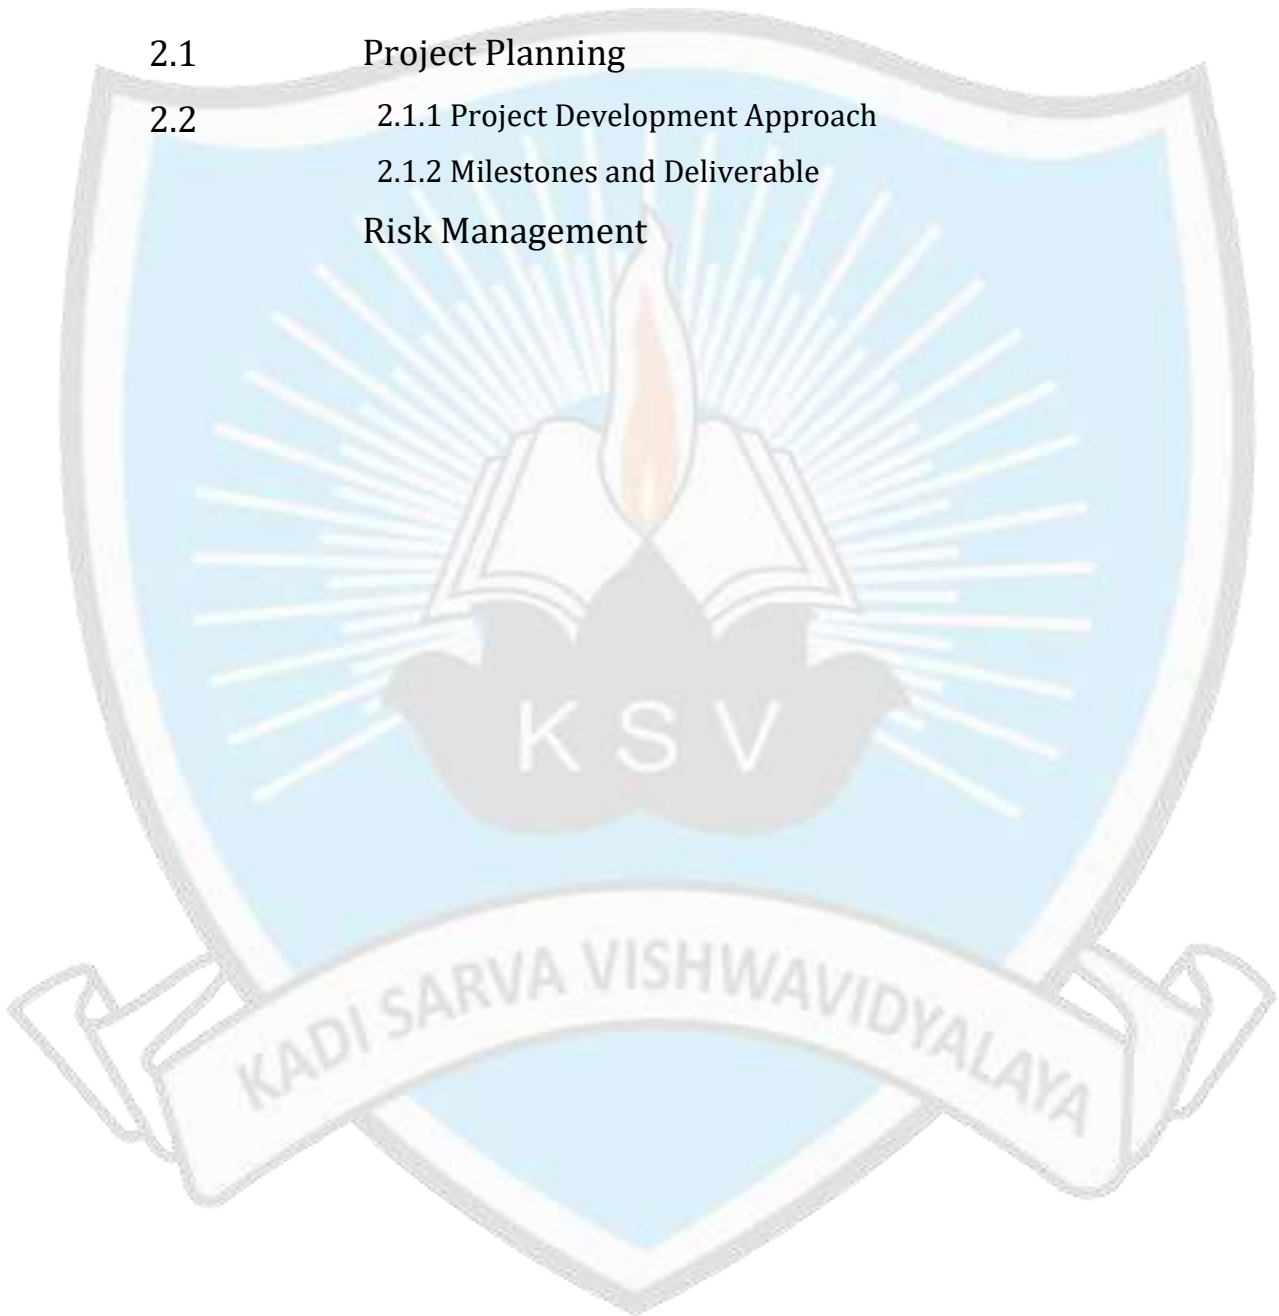 2.1 Project Planning
2.2 2.1.1 Project Development Approach
2.1.2 Milestones and Deliverable
Risk Management
K S V
KADI SARVA VISHWAVIDYALAYA